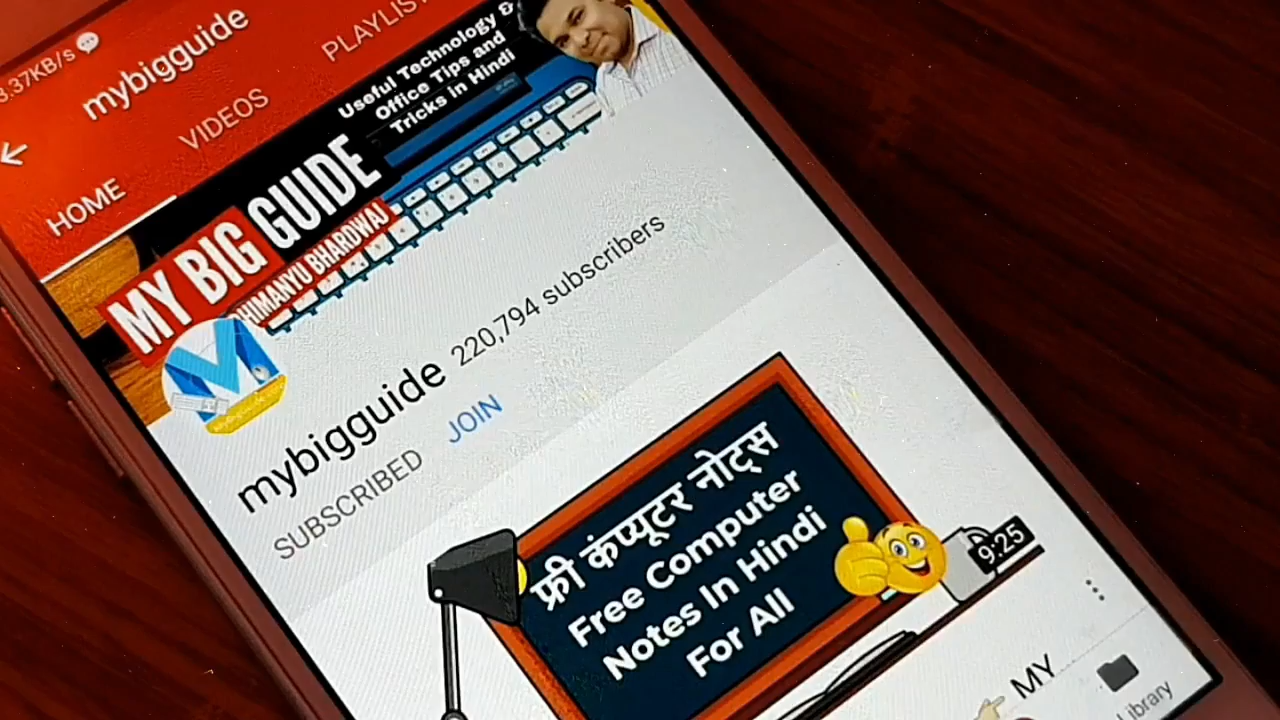 3.37KB/s
mybigguide
HOME
VIDEOS
PLAYLIS
MY BIG GUIDE
HIMANYU BHARDWAJ
Useful Technology &
Office Tips and
Tricks in Hindi
mybigguide 220,794 subscribers
SUBSCRIBED JOIN
फ्री कंप्यूटर नोट्स
Free Computer
Notes In Hindi
For All
9:25
MY
Library